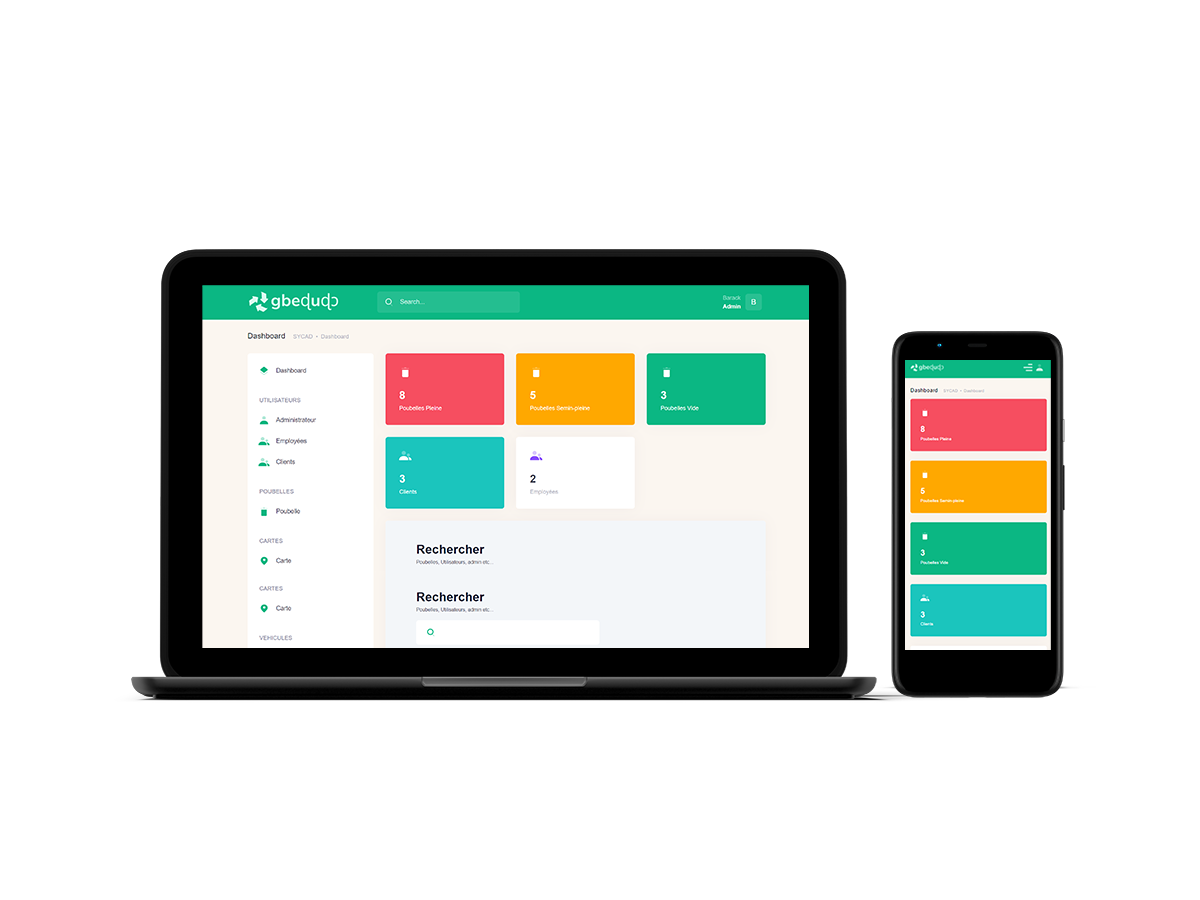 gbeɖuɖɔ
Search...
Barack
Admin
B
Dashboard
SYCAD - Dashboard
Dashboard
UTILISATEURS
Administrateur
Employées
Clients
POUBELLES
Poubelle
CARTES
Carte
CARTES
Carte
VEHICULES
8
Poubelles Pleine
5
Poubelles Semin-pleine
3
Poubelles Vide
3
Clients
2
Employées
Rechercher
Poubelles, Utilisateurs, admin etc...
Rechercher
Poubelles, Utilisateurs, admin etc...
gbeɖuɖɔ
Dashboard
SYCAD - Dashboard
8
Poubelles Pleine
5
Poubelles Semin-pleine
3
Poubelles Vide
3
Clients